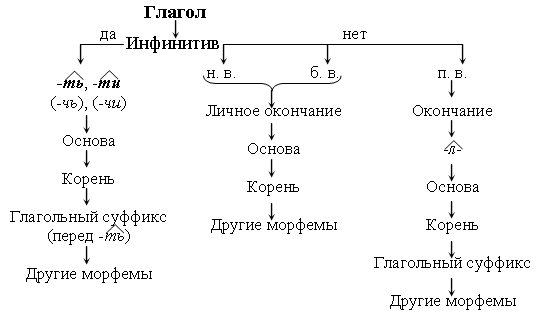 Глагол
да
Инфинитив
нет
-ть, -ти
(-чь), (-чи)
Основа
Корень
Глагольный суффикс
(перед -ть)
Другие морфемы
н. в.
б. в.
Личное окончание
Основа
Корень
Другие морфемы
п. в.
Окончание
-л-
Основа
Корень
Глагольный суффикс
Другие морфемы